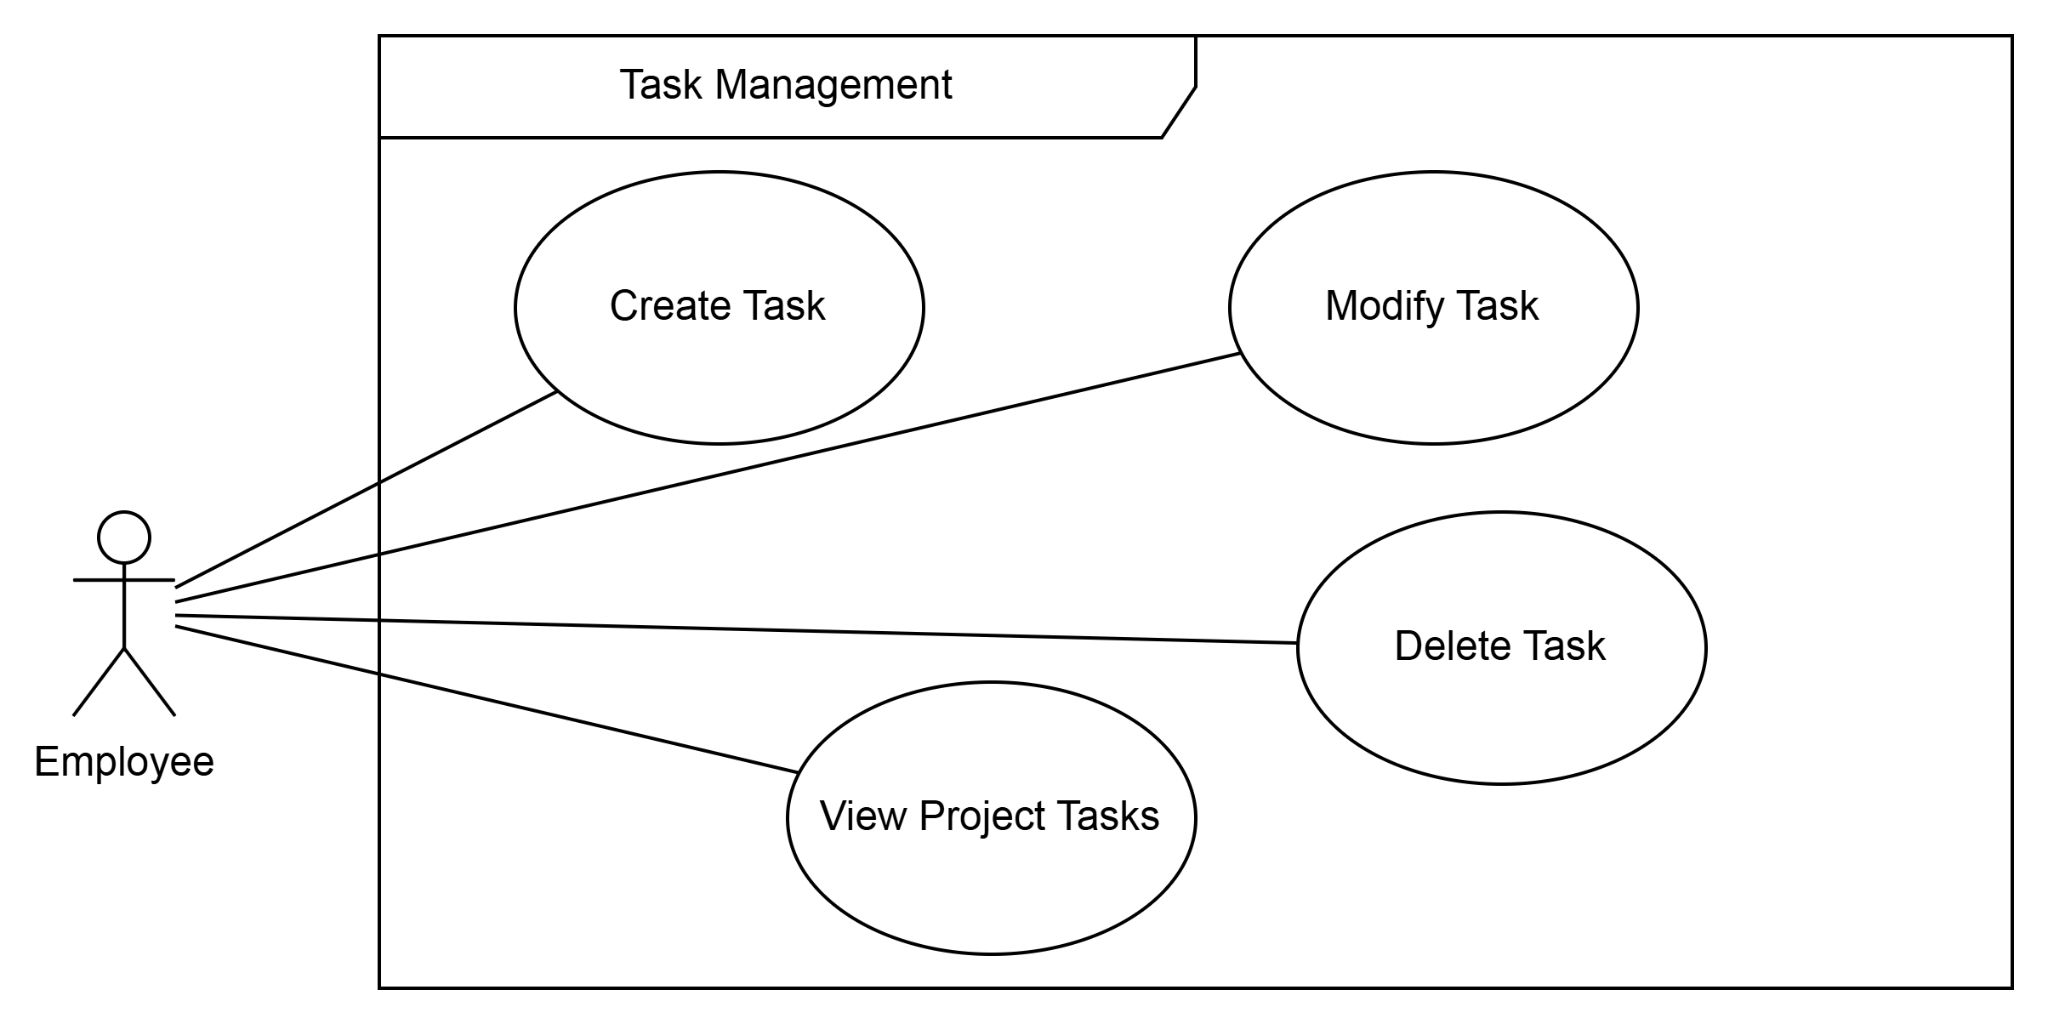 Task Management
Create Task
Modify Task
Delete Task
View Project Tasks
Employee